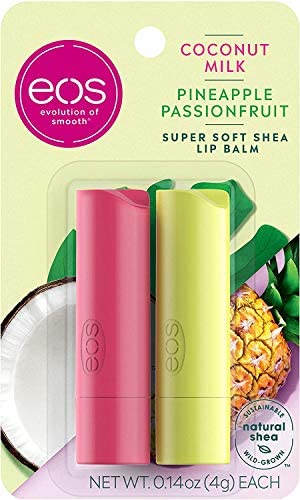 eos
evolution of
smooth®
COCONUT
MILK
PINEAPPLE
PASSIONFRUIT
SUPER SOFT SHEA
LIP BALM
eos
eos
SUSTAINABLE
natural
shea
WILD-GROWN™
NET WT. 0.14oz (4g) EACH